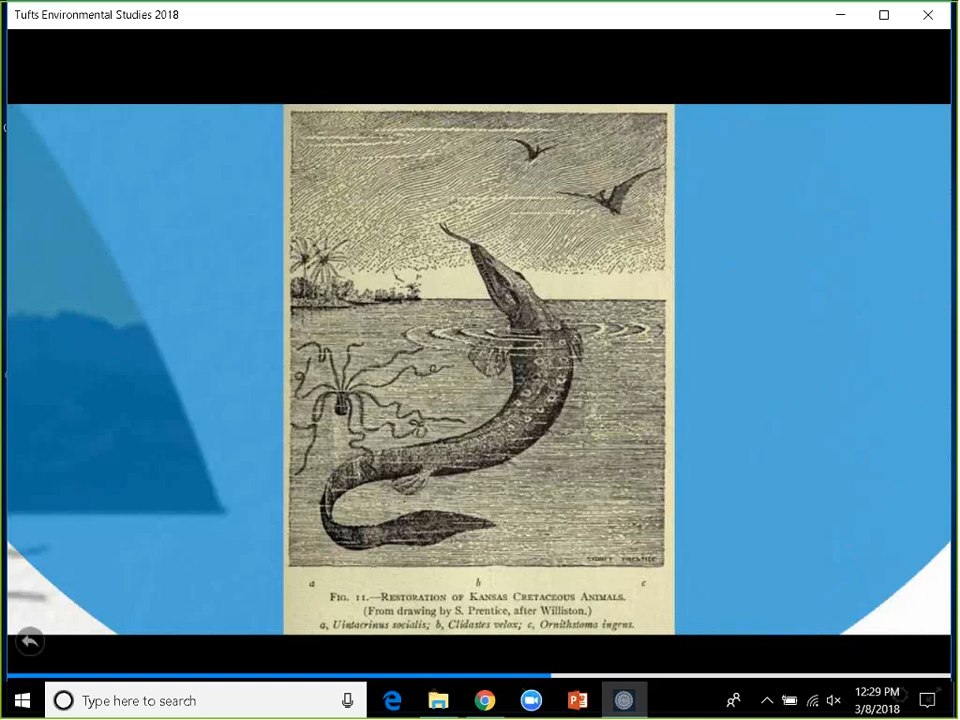 Tufts Environmental Studies 2018
SYDNEY PRENTICE
a b c
FIG. 11.—RESTORATION OF KANSAS CRETACEOUS ANIMALS.
(From drawing by S. Prentice, after Williston.)
a, Uintacrinus socialis; b, Clidastes velox; c, Ornithstoma ingens.
Type here to search
12:29 PM
3/8/2018